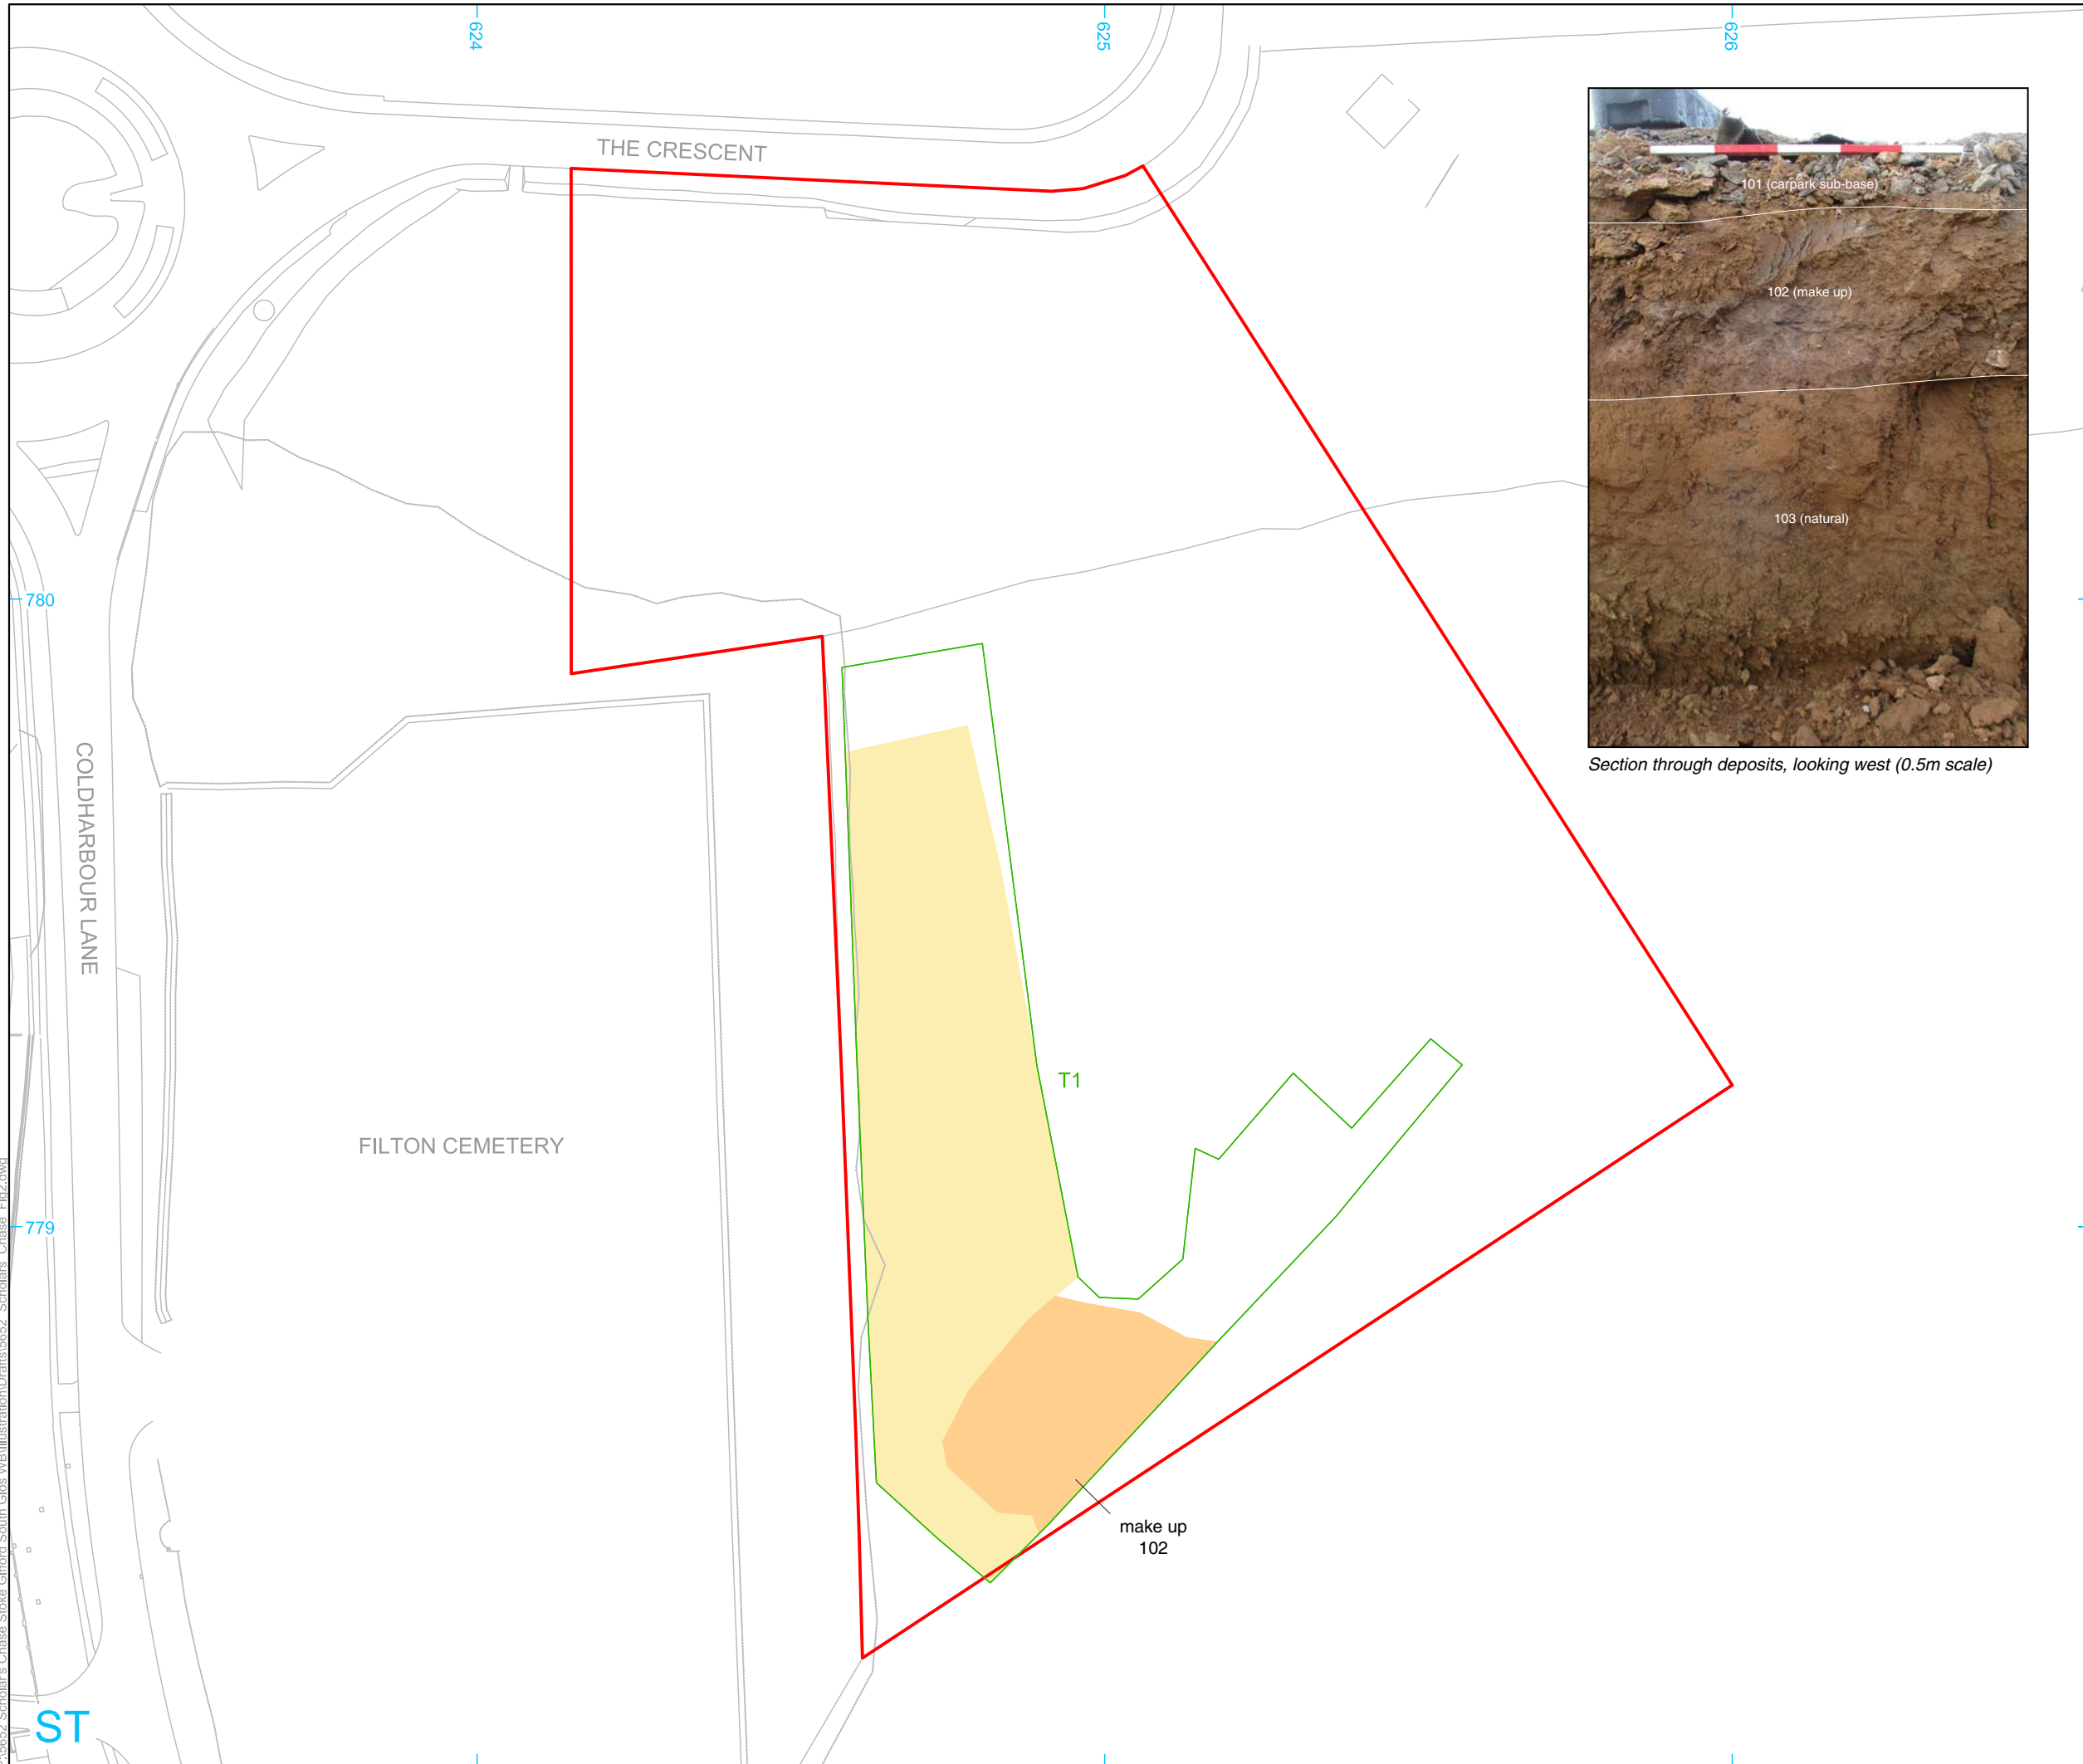 624
625
626
THE CRESCENT
101 (carpark sub-base)
102 (make up)
103 (natural)
Section through deposits, looking west (0.5m scale)
780
COLDHARBOUR LANE
T1
FILTON CEMETERY
779
make up
102
ST